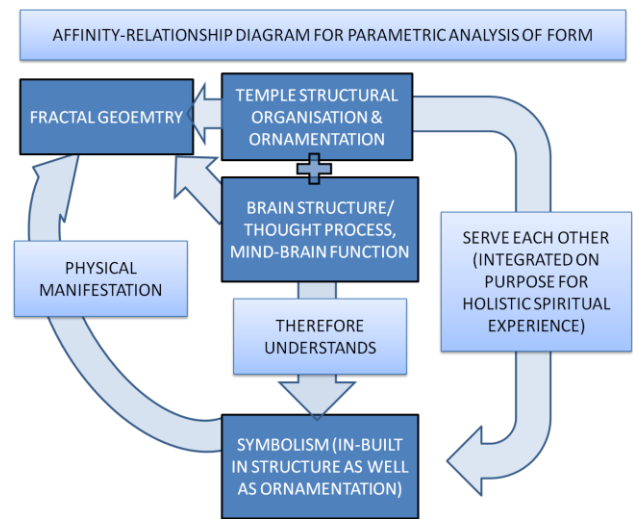 AFFINITY-RELATIONSHIP DIAGRAM FOR PARAMETRIC ANALYSIS OF FORM
FRACTAL GEOEMTRY
TEMPLE STRUCTURAL
ORGANISATION &
ORNAMENTATION
BRAIN STRUCTURE/
THOUGHT PROCESS,
MIND-BRAIN FUNCTION
PHYSICAL
MANIFESTATION
THEREFORE
UNDERSTANDS
SERVE EACH OTHER
(INTEGRATED ON
PURPOSE FOR
HOLISTIC SPIRITUAL
EXPERIENCE)
SYMBOLISM (IN-BUILT
IN STRUCTURE AS WELL
AS ORNAMENTATION)